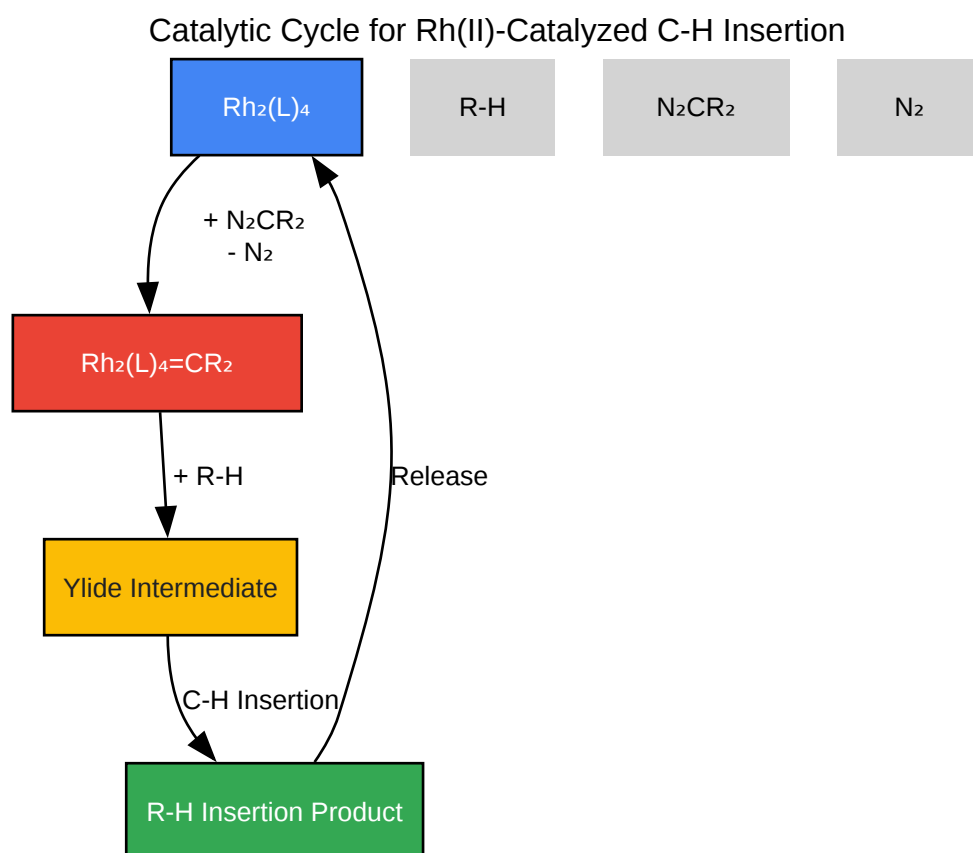 Catalytic Cycle for Rh(II)-Catalyzed C-H Insertion
Rh₂(L)₄
R-H
N₂CR₂
N₂
+ N₂CR₂
- N₂
Rh₂(L)₄=CR₂
+ R-H
Release
Ylide Intermediate
C-H Insertion
R-H Insertion Product